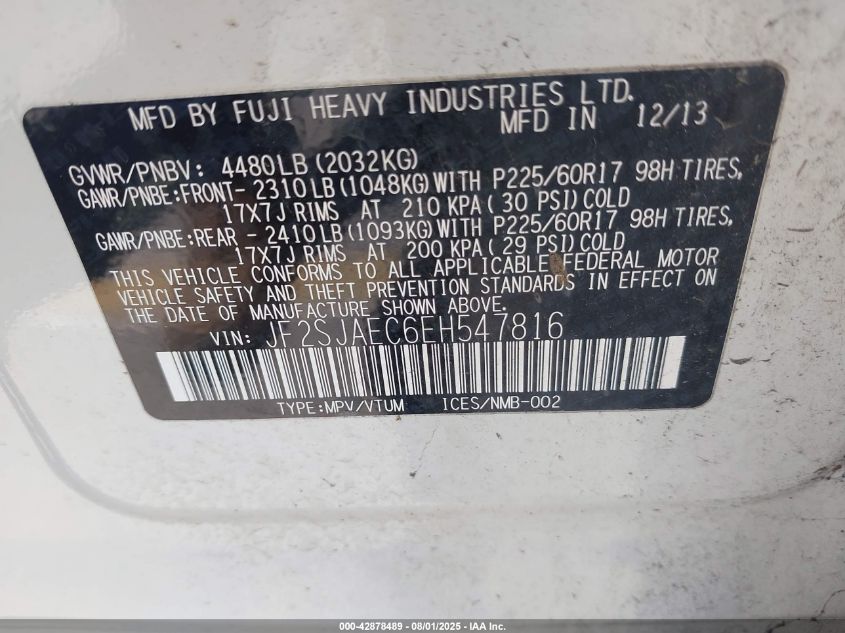 MFD BY FUJI HEAVY INDUSTRIES LTD.
MFD IN 12/13
GVWR/PNBV: 4480LB (2032KG)
GAWR/PNBE:FRONT- 2310LB (1048KG) WITH P225/60R17 98H TIRES,
17X7J RIMS AT 210 KPA ( 30 PSI) COLD
GAWR/PNBE:REAR - 2410LB (1093KG) WITH P225/60R17 98H TIRES,
17X7J RIMS AT 200 KPA ( 29 PSI) COLD
THIS VEHICLE CONFORMS TO ALL APPLICABLE FEDERAL MOTOR
VEHICLE SAFETY AND THEFT PREVENTION STANDARDS IN EFFECT ON
THE DATE OF MANUFACTURE SHOWN ABOVE.
VIN: JF2SJAEC6EH547816
TYPE:MPV/VTUM ICES/NMB-002
000-42878489 - 08/01/2025 - IAA Inc.